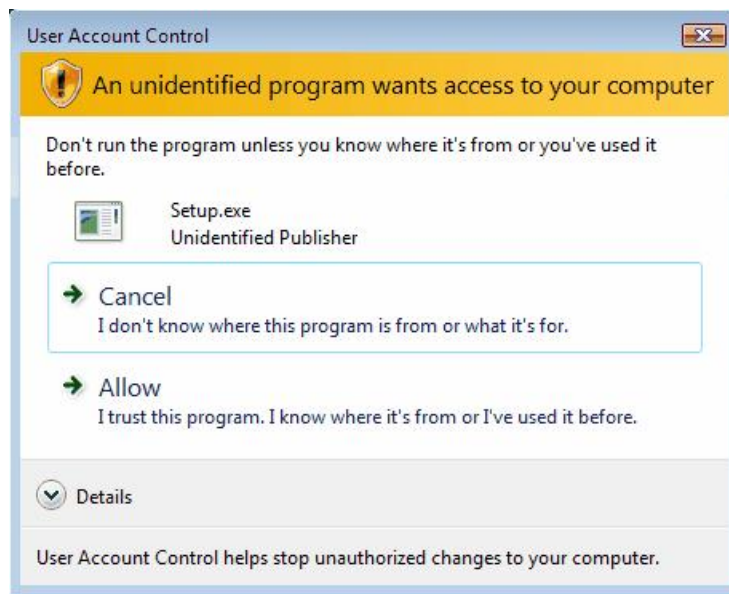 User Account Control
An unidentified program wants access to your computer
Don't run the program unless you know where it's from or you've used it
before.
Setup.exe
Unidentified Publisher
Cancel
I don't know where this program is from or what it's for.
Allow
I trust this program. I know where it's from or I've used it before.
Details
User Account Control helps stop unauthorized changes to your computer.